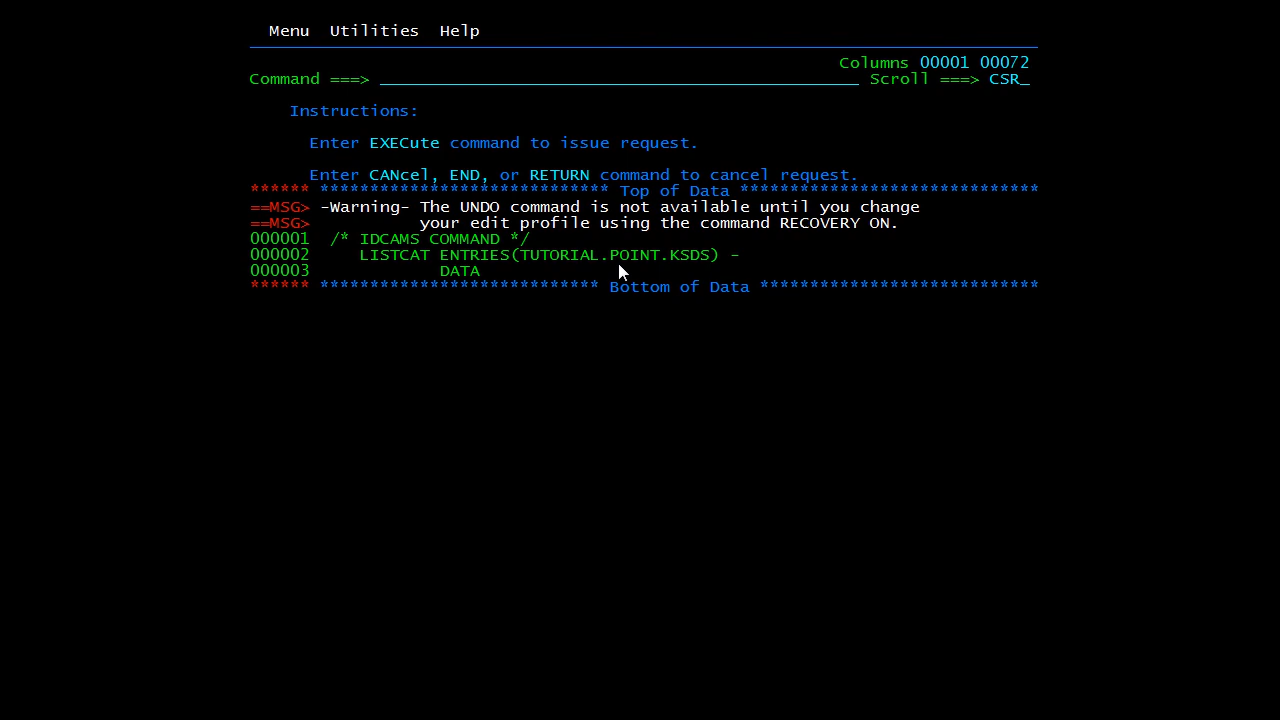 Menu  Utilities  Help
Columns 00001 00072
Command ===> ________________________________________________ Scroll ===> CSR_
Instructions:
Enter EXECute command to issue request.
Enter CANcel, END, or RETURN command to cancel request.
****** ***************************** Top of Data ******************************
==MSG> -Warning- The UNDO command is not available until you change
==MSG>           your edit profile using the command RECOVERY ON.
000001  /* IDCAMS COMMAND */
000002     LISTCAT ENTRIES(TUTORIAL.POINT.KSDS) -
000003             DATA
****** **************************** Bottom of Data ****************************